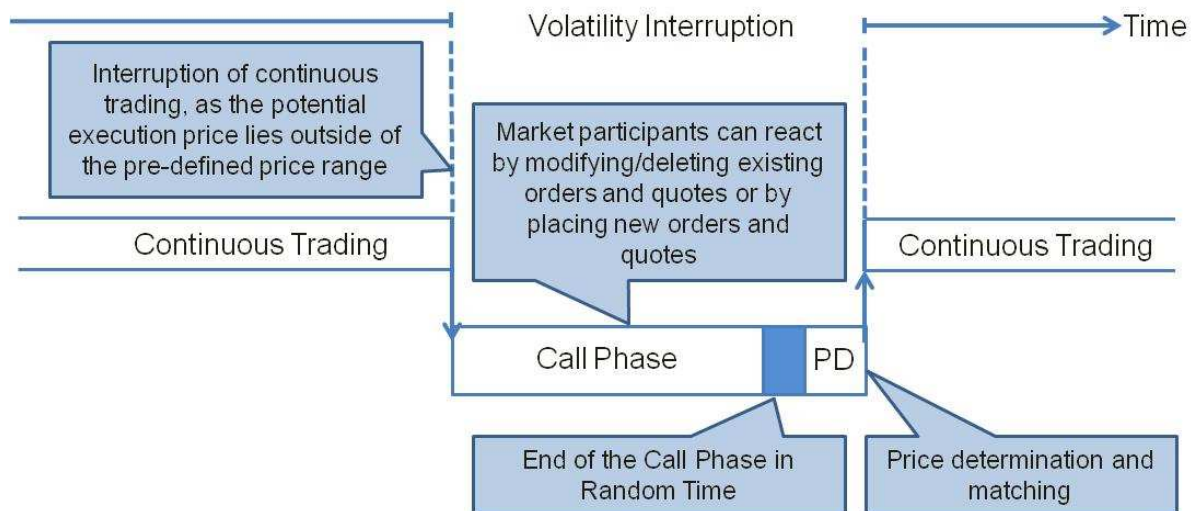 Volatility Interruption
Time
Interruption of continuous
trading, as the potential
execution price lies outside of
the pre-defined price range
Market participants can react
by modifying/deleting existing
orders and quotes or by
placing new orders and
quotes
Continuous Trading
Continuous Trading
Call Phase
PD
End of the Call Phase in
Random Time
Price determination and
matching